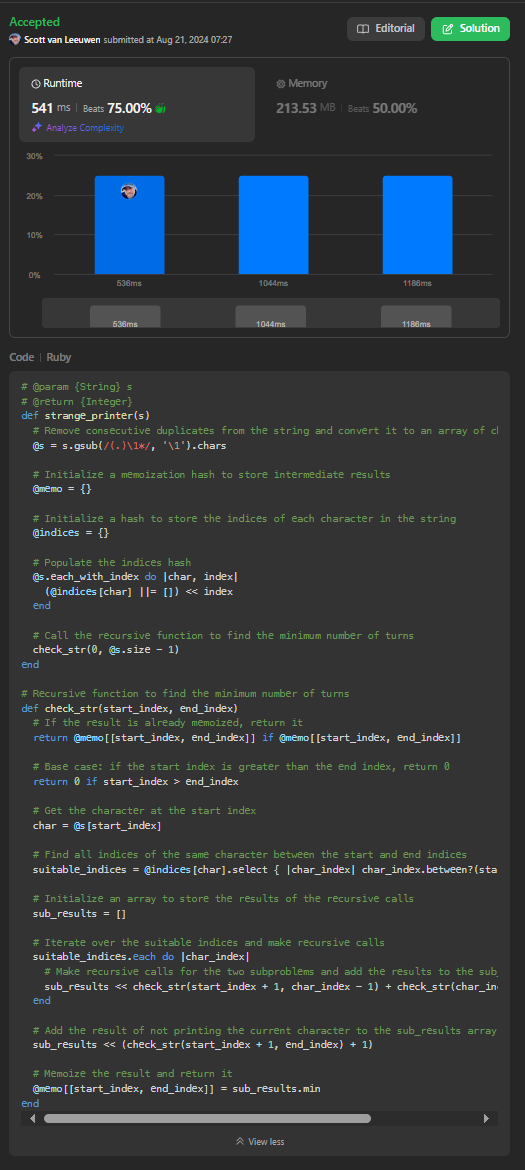 Accepted
Scott van Leeuwen submitted at Aug 21, 2024 07:27
Editorial
Solution
Runtime
541 ms | Beats 75.00%
Analyze Complexity
Memory
213.53 MB | Beats 50.00%
30%
20%
10%
0%
536ms 1044ms 1186ms
536ms 1044ms 1186ms
Code | Ruby
# @param {String} s
# @return {Integer}
def strange_printer(s)
  # Remove consecutive duplicates from the string and convert it to an array of ch
  @s = s.gsub(/(.)\1*/, '\1').chars
  # Initialize a memoization hash to store intermediate results
  @memo = {}
  # Initialize a hash to store the indices of each character in the string
  @indices = {}
  # Populate the indices hash
  @s.each_with_index do |char, index|
    (@indices[char] ||= []) << index
  end
  # Call the recursive function to find the minimum number of turns
  check_str(0, @s.size - 1)
end
# Recursive function to find the minimum number of turns
def check_str(start_index, end_index)
  # If the result is already memoized, return it
  return @memo[[start_index, end_index]] if @memo[[start_index, end_index]]
  # Base case: if the start index is greater than the end index, return 0
  return 0 if start_index > end_index
  # Get the character at the start index
  char = @s[start_index]
  # Find all indices of the same character between the start and end indices
  suitable_indices = @indices[char].select { |char_index| char_index.between?(sta
  # Initialize an array to store the results of the recursive calls
  sub_results = []
  # Iterate over the suitable indices and make recursive calls
  suitable_indices.each do |char_index|
    # Make recursive calls for the two subproblems and add the results to the sub_
    sub_results << check_str(start_index + 1, char_index - 1) + check_str(char_in
  end
  # Add the result of not printing the current character to the sub_results array
  sub_results << (check_str(start_index + 1, end_index) + 1)
  # Memoize the result and return it
  @memo[[start_index, end_index]] = sub_results.min
end
View less